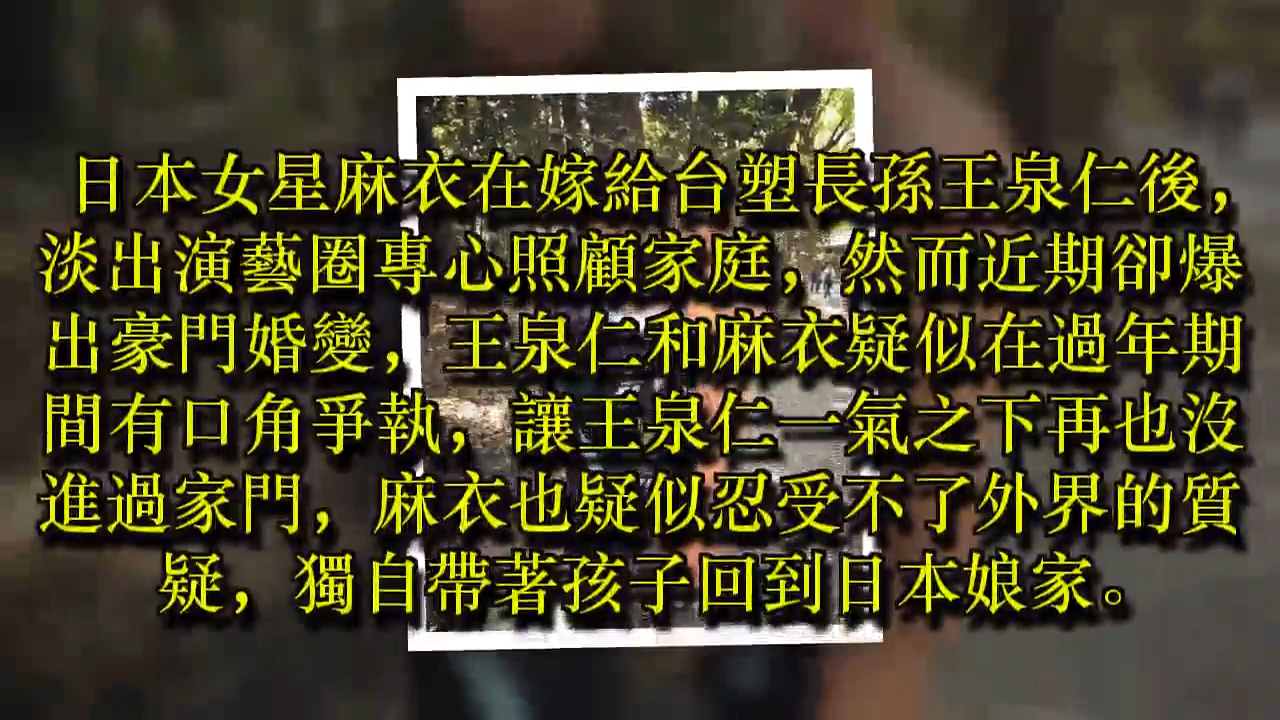 日本女星麻衣在嫁給台塑長孫王泉仁後，
淡出演藝圈專心照顧家庭，然而近期卻爆
出豪門婚變，王泉仁和麻衣疑似在過年期
間有口角爭執，讓王泉仁一氣之下再也沒
進過家門，麻衣也疑似忍受不了外界的質
疑，獨自帶著孩子回到日本娘家。